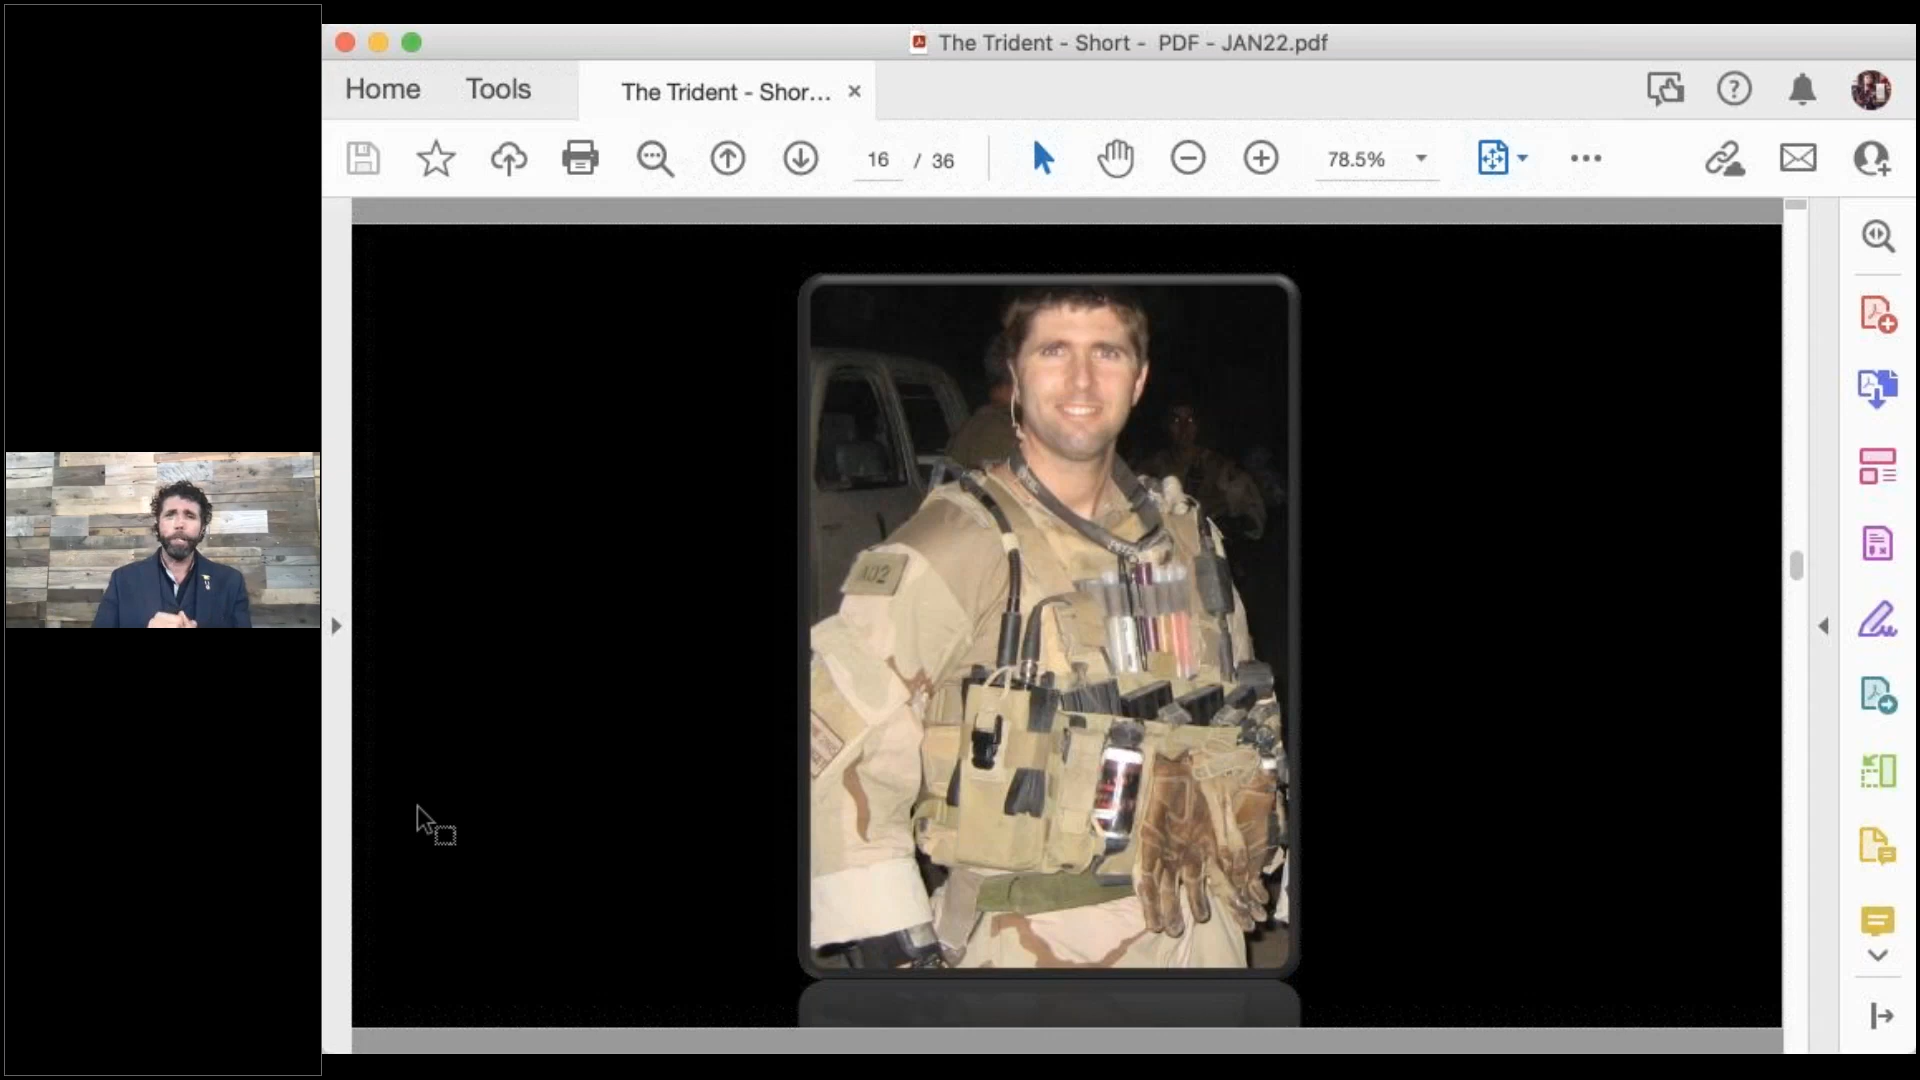 The Trident - Short - PDF - JAN22.pdf
Home
Tools
The Trident - Shor...
16 / 36
78.5%